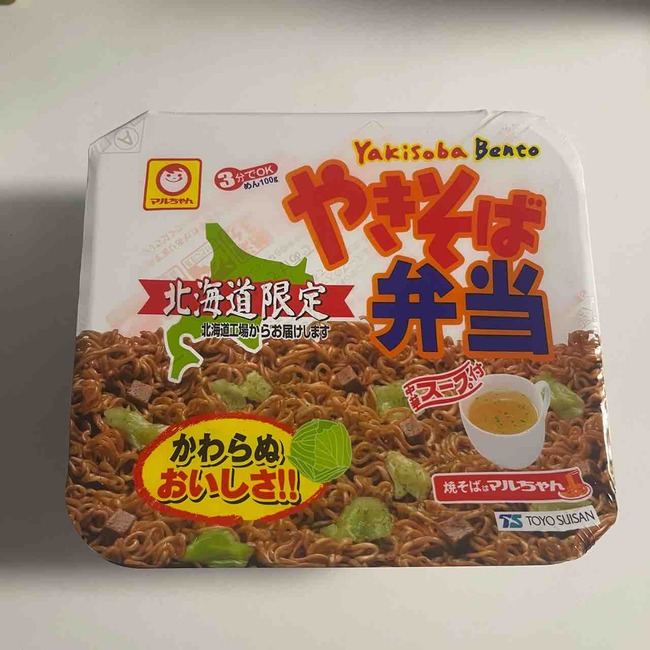 Yakisoba Bento
マルちゃん
3分でOK
めん100g
やきそば
弁当
北海道限定
北海道工場からお届けします
中華スープ付
かわらぬ
おいしさ!!
焼そばはマルちゃん
TS TOYO SUISAN
A